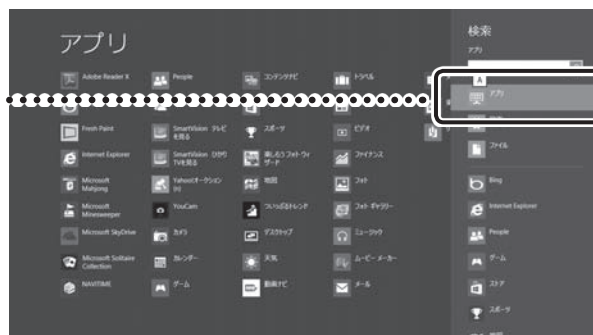 アプリ
Adobe Reader X
People
コンテンツナビ
トラベル
Fresh Paint
SmartVision テレビ
を見る
スポーツ
ビデオ
Internet Explorer
SmartVision ひかり
TVを見る
楽しもうフォト ウィ
ザード
ファイナンス
Microsoft
Mahjong
Yahoo!オークション
地図
フォト
Microsoft
Minesweeper
YouCam
ついっぷるトレンド
フォト ギャラリー
Microsoft SkyDrive
カメラ
デスクトップ
ミュージック
Microsoft Solitaire
Collection
カレンダー
天気
ムービー メーカー
NAVITIME
ゲーム
動画ナビ
メール
検索
アプリ
A
アプリ
ファイル
Bing
Internet Explorer
People
ゲーム
ストア
スポーツ